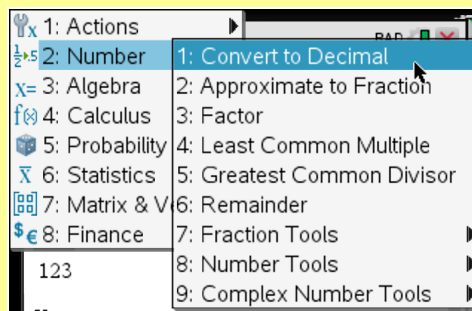 1: Actions
RAD
2: Number
1: Convert to Decimal
X= 3: Algebra
2: Approximate to Fraction
f(x) 4: Calculus
3: Factor
5: Probability
4: Least Common Multiple
x̅ 6: Statistics
5: Greatest Common Divisor
7: Matrix &
6: Remainder
$€ 8: Finance
7: Fraction Tools
123
8: Number Tools
9: Complex Number Tools